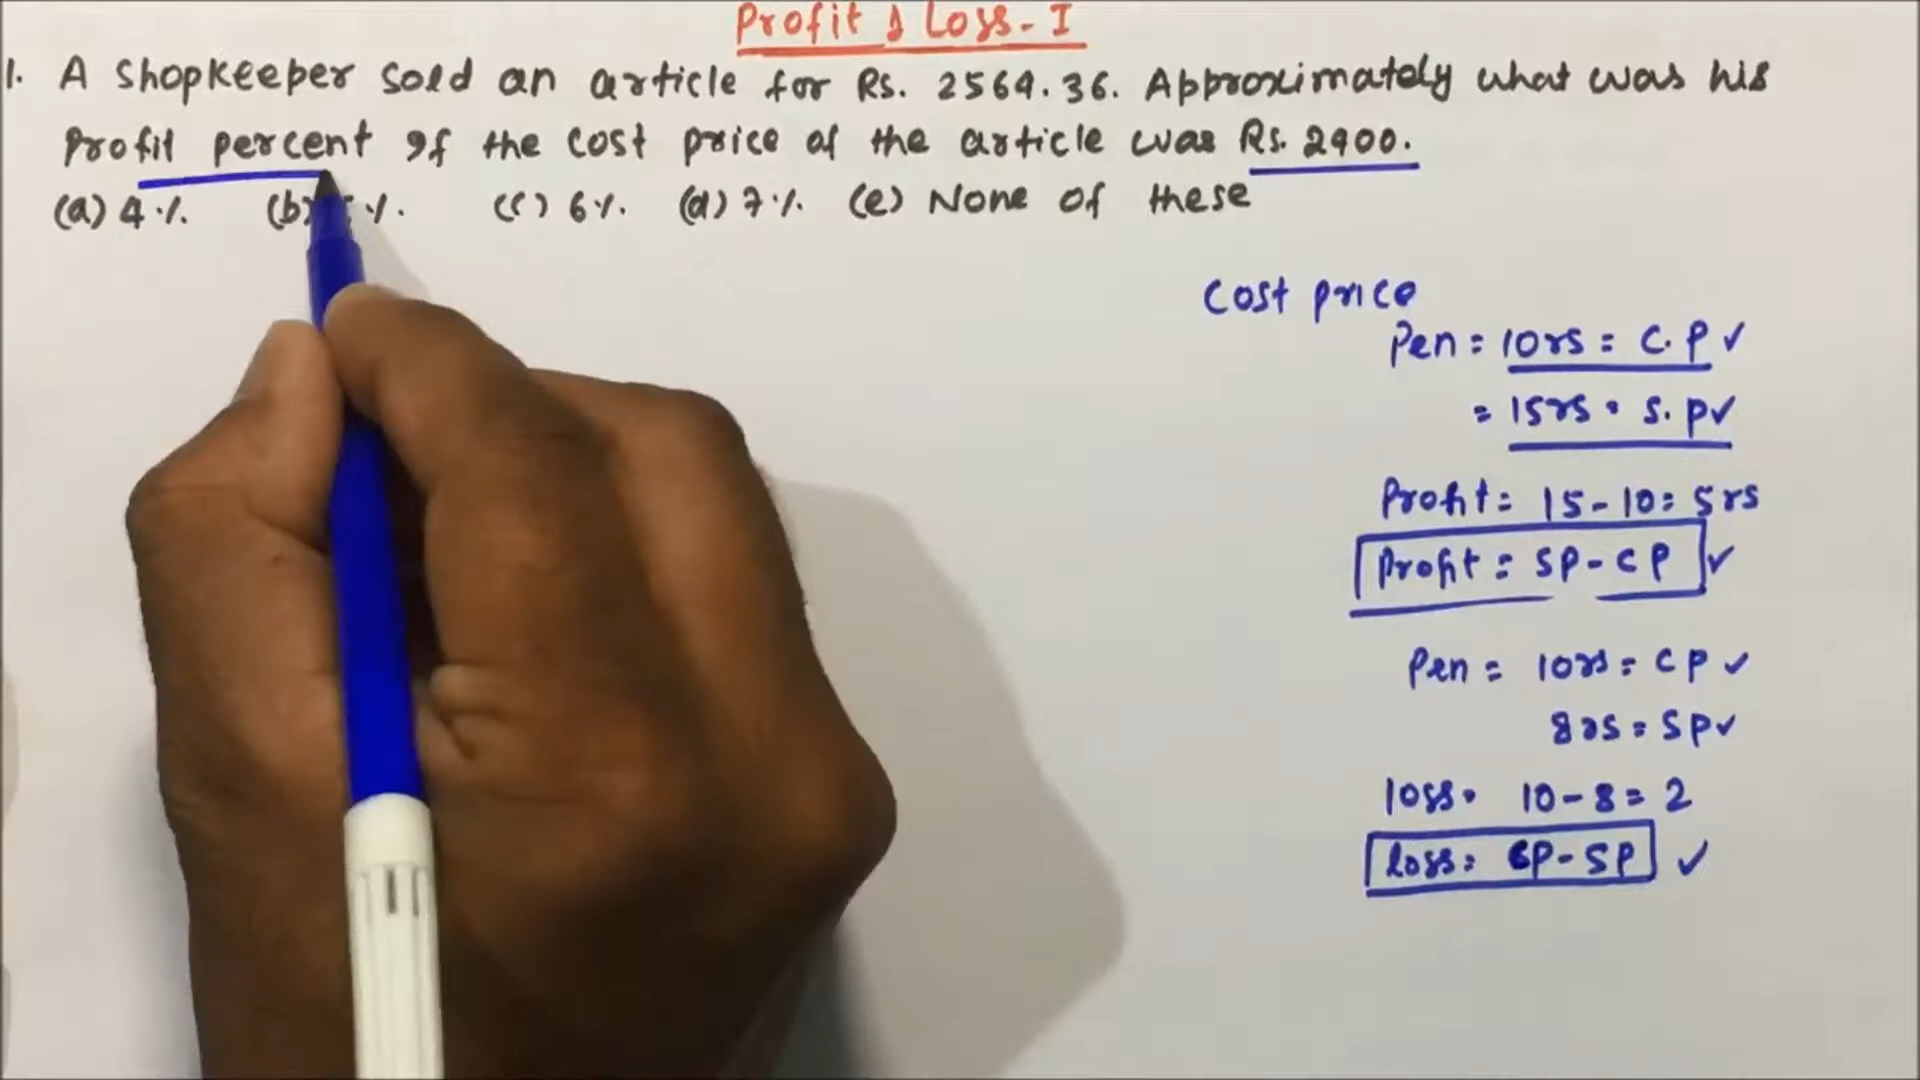 Profit & Loss-I
1. A shopkeeper sold an article for Rs. 2564.36. Approximately what was his
Profit percent If the cost price of the article was Rs. 2400.
(a) 4 % (b) % (c) 6 % (d) 7 % (e) None of these
Cost price
Pen = 10rs = C.P ✓
= 15rs = S.P ✓
Profit = 15-10 = 5rs
Profit = SP-CP ✓
Pen = 10rs = CP ✓
8rs = SP ✓
loss = 10-8 = 2
loss = CP-SP ✓